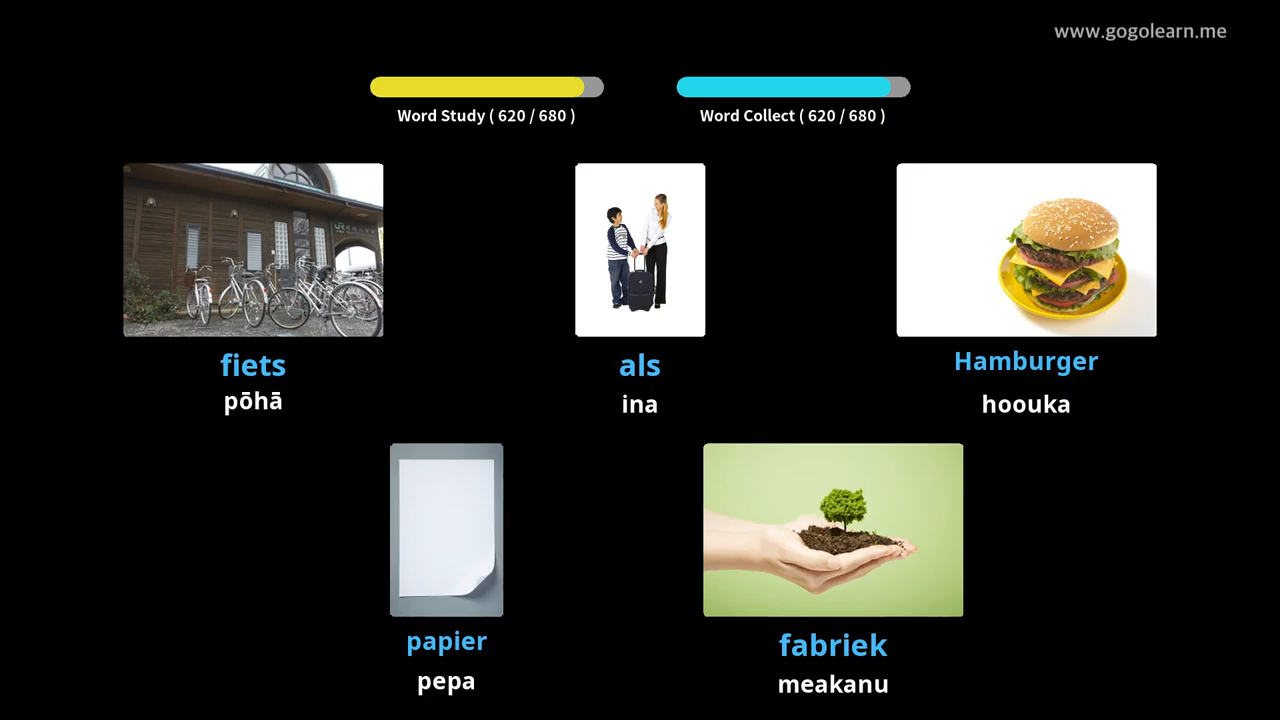 www.gogolearn.me
Word Study ( 620 / 680 )
Word Collect ( 620 / 680 )
fiets
pōhā
als
ina
Hamburger
hoouka
papier
pepa
fabriek
meakanu